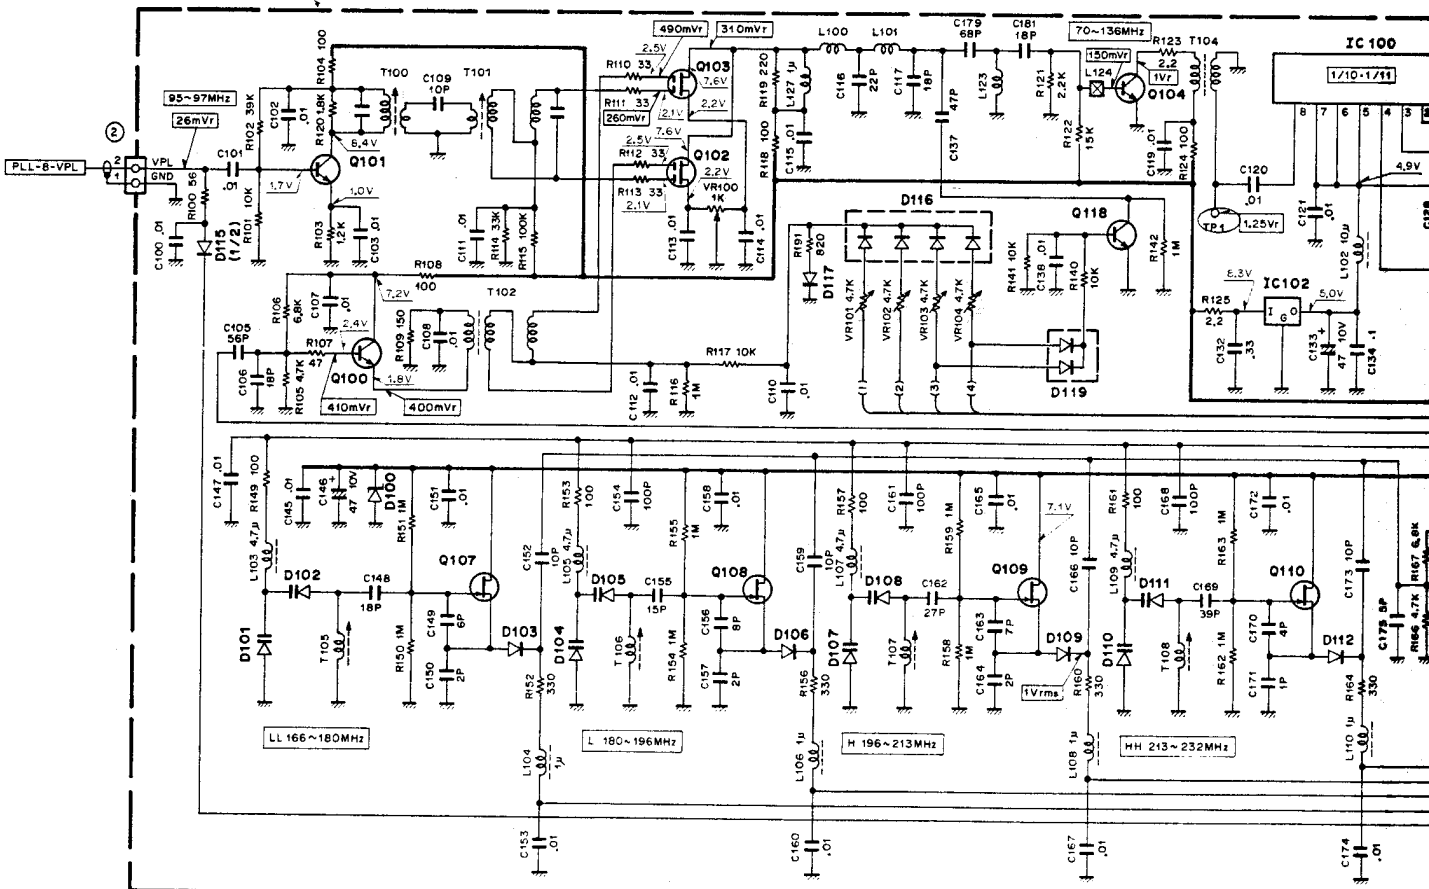 ②
PLL-8-VPL
2
1
VPL
GND
95~97MHz
26mVr
R100 56
C100 .01
D115
(1/2)
C101
.01
R102 39K
R101 10K
C102
.01
R104 100
R120 1.8K
6.4V
Q101
1.7V
1.0V
R103
1.2K
C103 .01
T100
C109
10P
T101
C111 .01
R114 33K
R115 100K
R108
100
R110 33
R111 33
260mVr
490mVr
310mVr
2.5V
Q103
7.6V
2.2V
2.1V
7.6V
2.5V
R112 33
Q102
R113 33
2.2V
2.1V
VR100
1K
C113 .01
C114 .01
R119 220
L127 1μ
R118 100
C115 .01
L100
L101
C116
22P
C117
18P
C179
68P
C181
18P
47P
C137
L123
R121
2.2K
R122
15K
70~136MHz
150mVr
L124
1Vr
Q104
R123
2.2
T104
C119 .01
R124 100
C120
.01
TP1
1.25Vr
IC 100
1/10·1/11
8
7
6
5
4
3
4.9V
C121
.01
L102 10μ
IC102
I
G
O
6.3V
5.0V
R125
2.2
C132
.33
C133
47 10V
C134 .1
D116
R191
820
D117
VR101 4.7K
VR102 4.7K
VR103 4.7K
VR104 4.7K
(1)
(2)
(3)
(4)
Q118
R141 10K
C138 .01
R140
10K
R142
1M
D119
C105
56P
C106
18P
R106
6.8K
R105 4.7K
R107
47
C107
.01
2.4V
7.2V
Q100
1.8V
410mVr
400mVr
R109 150
C108
.01
T102
C112 .01
R116
1M
R117 10K
C110
.01
C147 .01
R149 100
L103 4.7μ
D101
D102
C145 .01
C146
47 10V
D100
T105
C148
18P
R151 1M
R150 1M
C151
.01
Q107
C149
6P
C150
2P
D103
C152
10P
R152
330
L104
1μ
C153
.01
LL 166~180MHz
R153
100
L105 4.7μ
D104
D105
C154
100P
T106
C155
15P
R155
1M
R154 1M
C158
.01
Q108
C156
8P
C157
2P
D106
C159
10P
R156
330
L106 1μ
C160
.01
L 180~196MHz
R157
100
L107 4.7μ
D107
D108
C161
100P
T107
C162
27P
R159 1M
R158
1M
C165
.01
7.1V
Q109
C163
7P
C164
2P
D109
1Vrms
C166 10P
R160
330
L108 1μ
C167
.01
H 196~213MHz
R161
100
L109 4.7μ
D110
D111
C168
100P
T108
C169
39P
R163 1M
R162 1M
C172
.01
Q110
C170
4P
C171
1P
D112
C173 10P
R164
330
L110 1μ
C174
.01
HH 213~232MHz
R167 6.8K
R166 4.7K